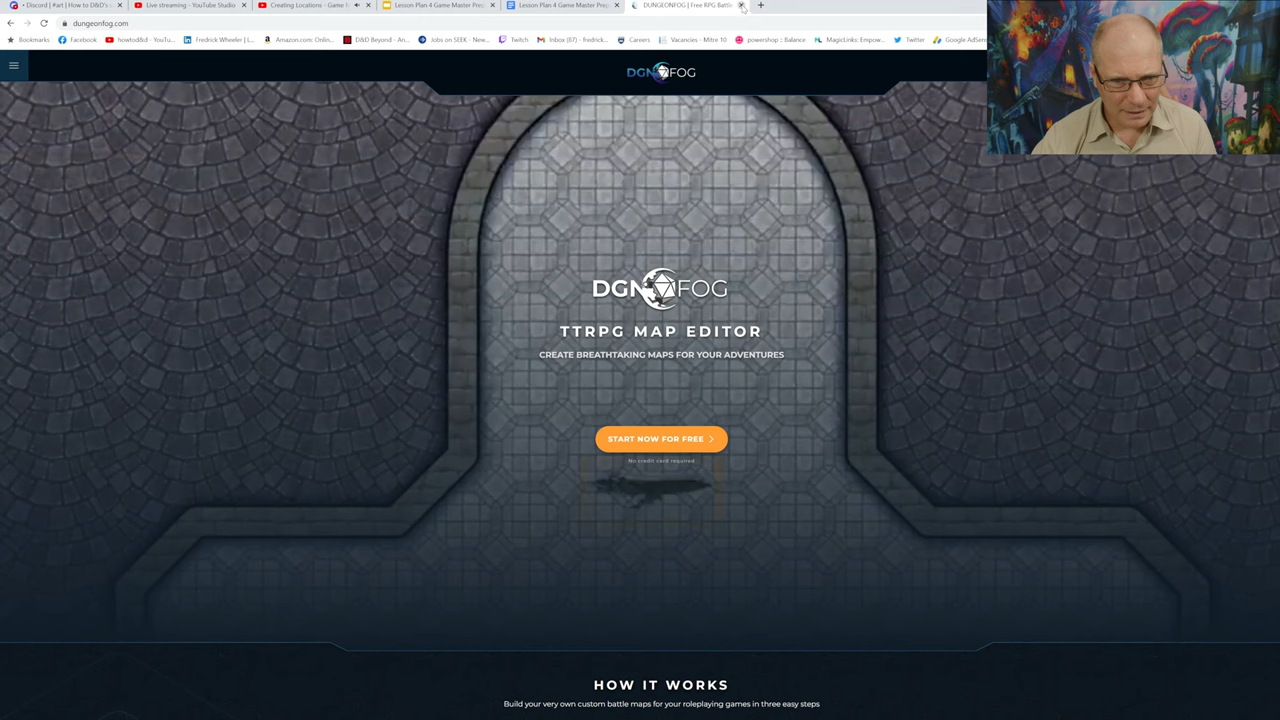 • Discord | #art | How to D&D's
Live streaming - YouTube Studio
Creating Locations - Game
Lesson Plan 4 Game Master Prep
Lesson Plan 4 Game Master Prep
DUNGEONFOG | Free RPG Battle
dungeonfog.com
Bookmarks
Facebook
howtod&d - YouTu...
Fredrick Wheeler | L...
Amazon.com: Onlin...
D&D Beyond - An...
Jobs on SEEK - New...
Twitch
Inbox (87) - fredrick...
Careers
Vacancies - Mitre 10
powershop :: Balance
MagicLinks: Empow...
Twitter
Google AdSen
DGN FOG
DGN FOG
TTRPG MAP EDITOR
CREATE BREATHTAKING MAPS FOR YOUR ADVENTURES
START NOW FOR FREE >
No credit card required
HOW IT WORKS
Build your very own custom battle maps for your roleplaying games in three easy steps